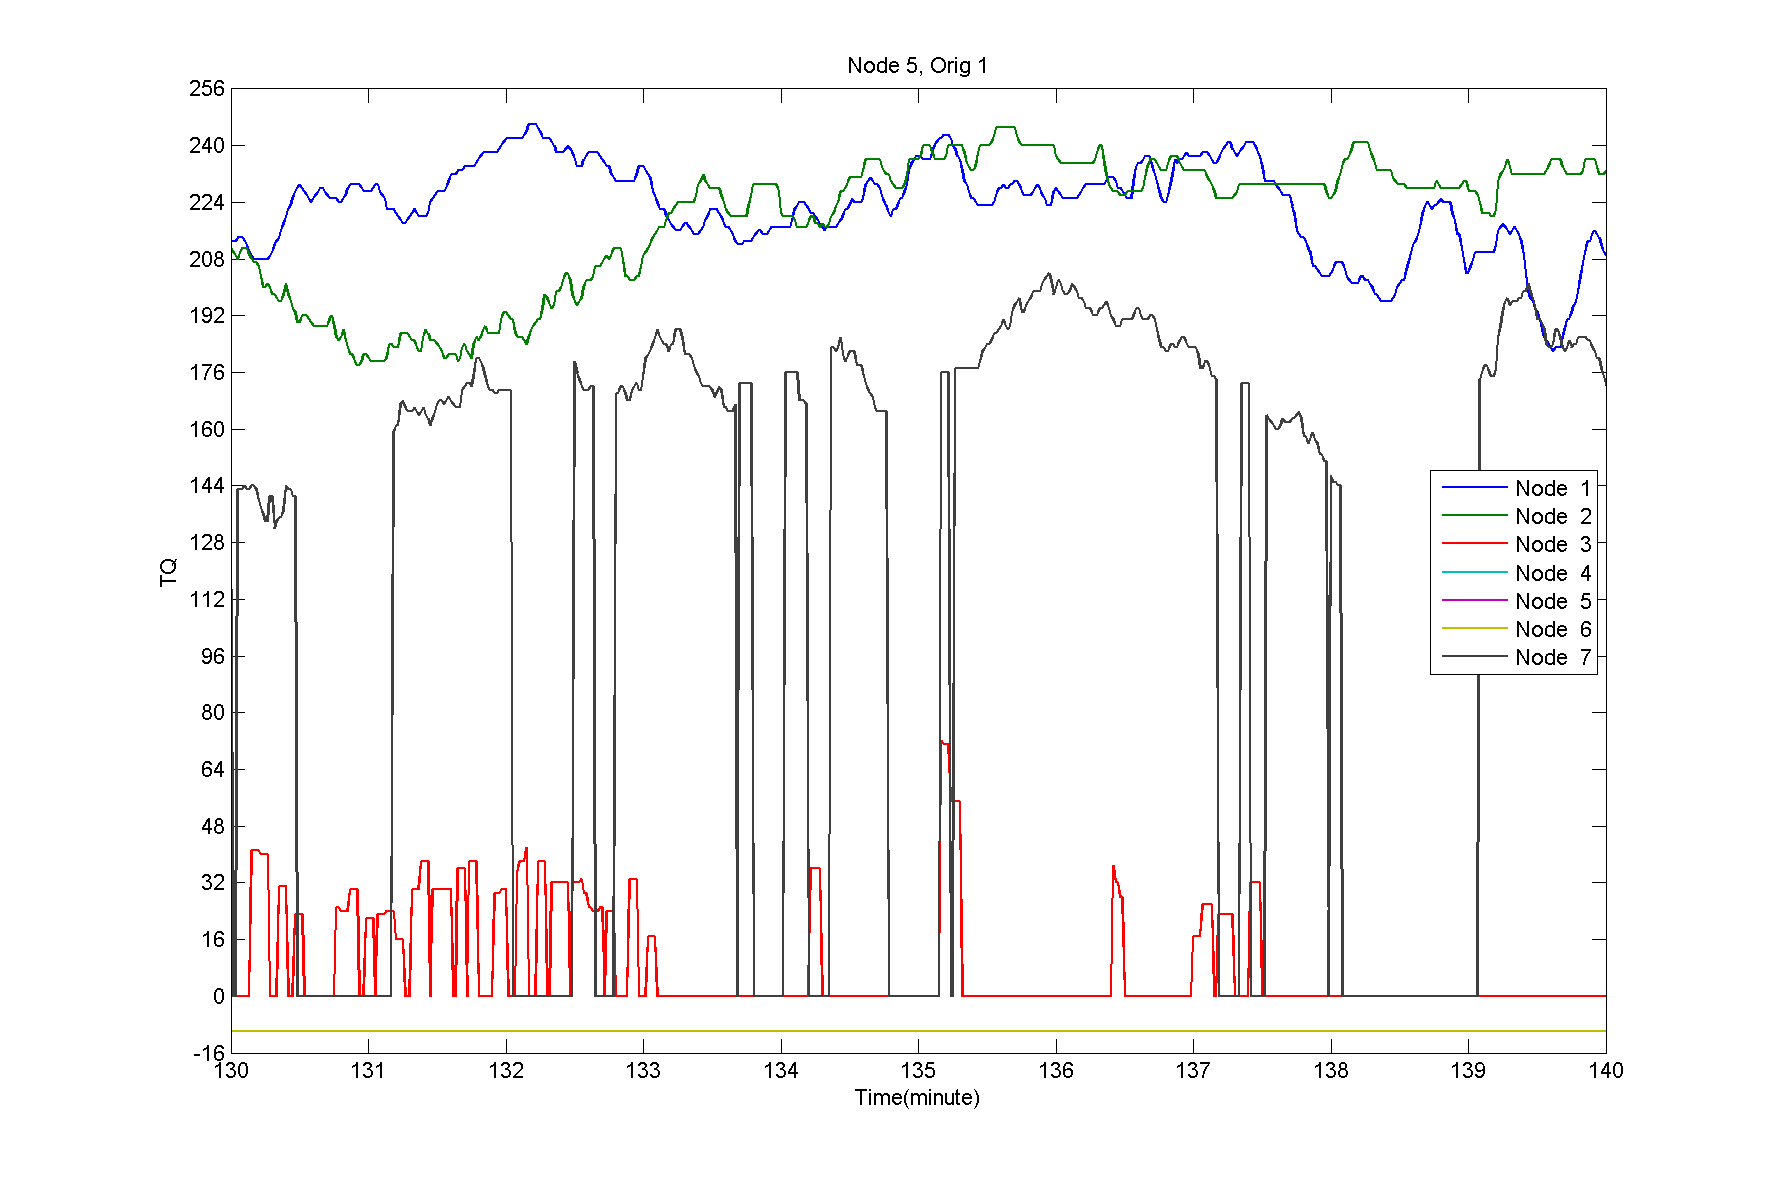 Node 5, Orig 1
256
240
224
208
192
176
160
144
128
112
96
80
64
48
32
16
0
-16
TQ
130 131 132 133 134 135 136 137 138 139 140
Time(minute)
Node 1
Node 2
Node 3
Node 4
Node 5
Node 6
Node 7